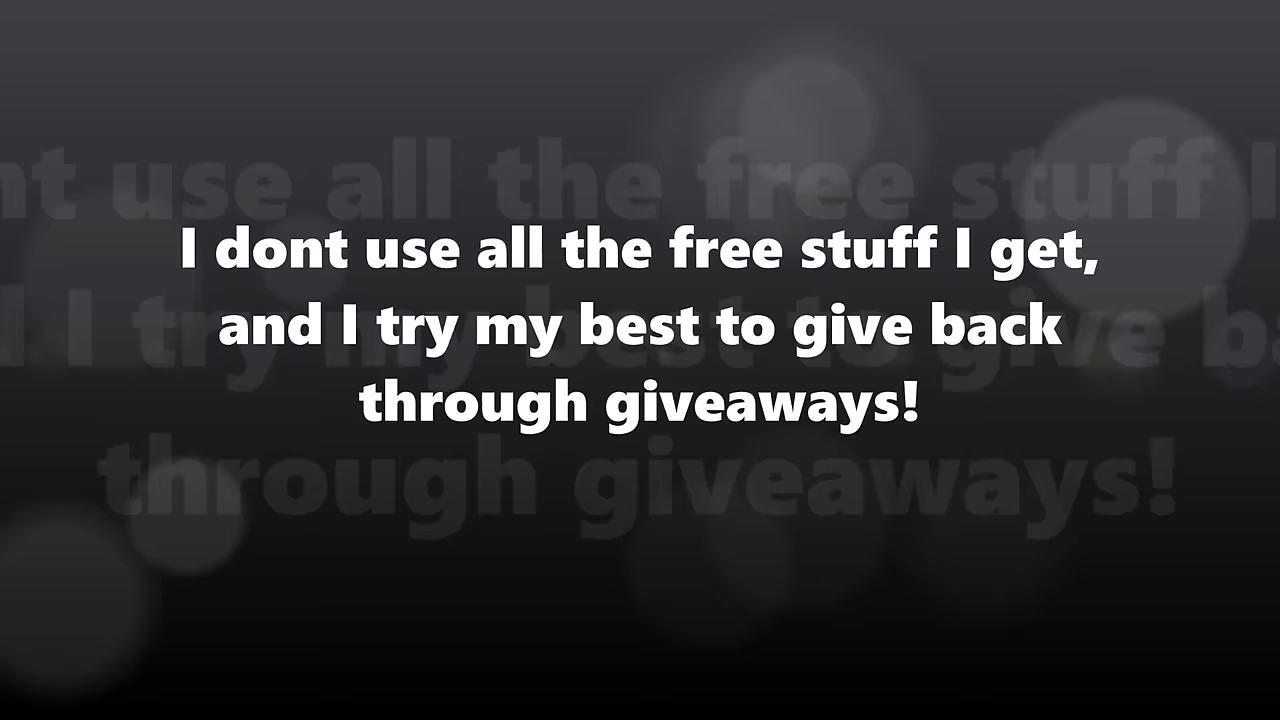 I dont use all the free stuff I get,
and I try my best to give back
through giveaways!